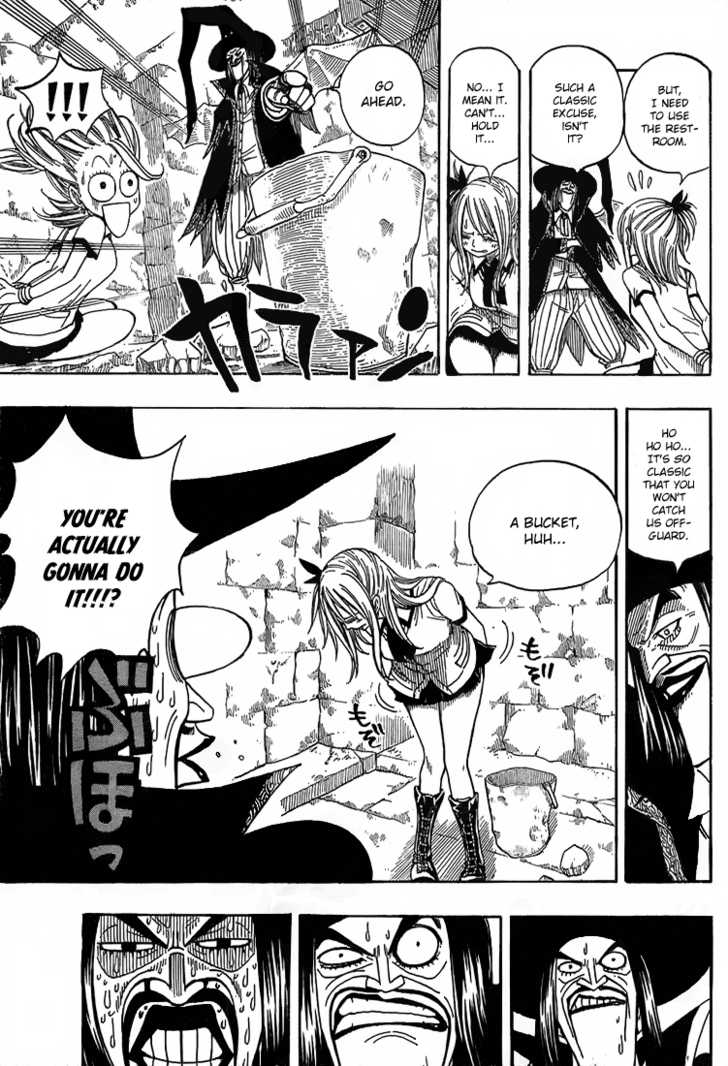 BUT,
I NEED
TO USE
THE REST-
ROOM.
SUCH A
CLASSIC
EXCUSE,
ISN'T
IT?
NO... I
MEAN IT.
CAN'T...
HOLD
IT...
GO
AHEAD.
カラァン
!!!
HO
HO HO...
IT'S SO
CLASSIC
THAT YOU
WON'T
CATCH
US OFF-
GUARD.
A BUCKET,
HUH...
もぞ
もぞ
YOU'RE
ACTUALLY
GONNA DO
IT!!!?
ぶほっ